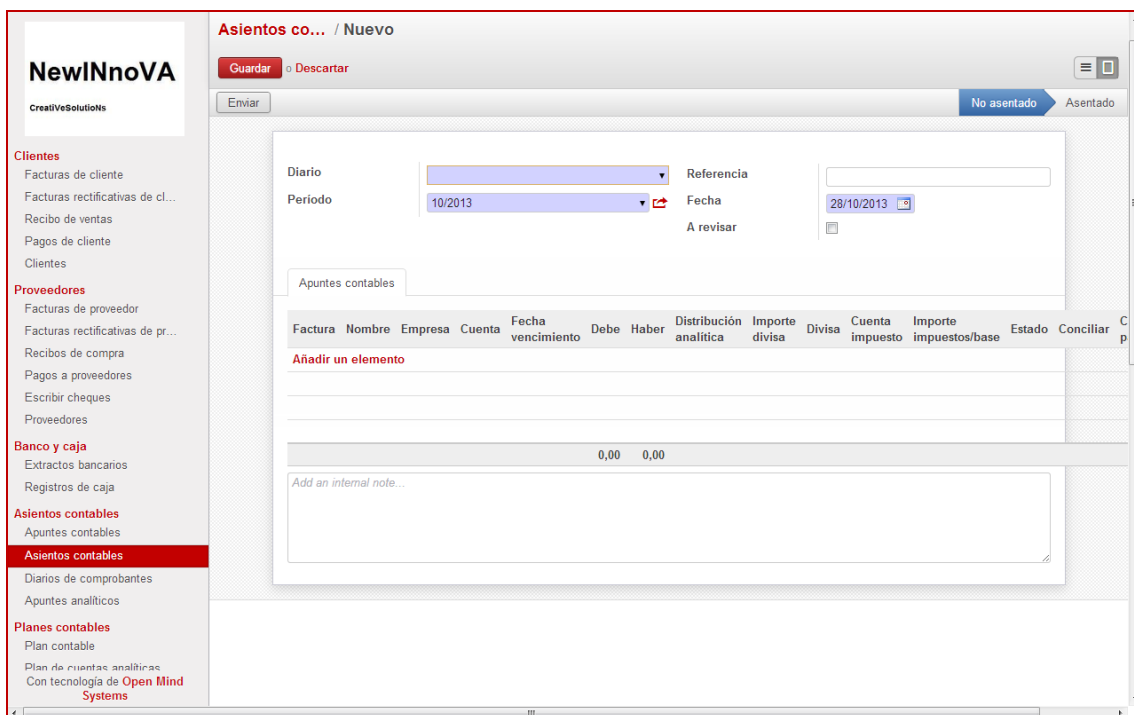 NewINnoVA
CreatiVeSolutioNs
Clientes
Facturas de cliente
Facturas rectificativas de cl...
Recibo de ventas
Pagos de cliente
Clientes
Proveedores
Facturas de proveedor
Facturas rectificativas de pr...
Recibos de compra
Pagos a proveedores
Escribir cheques
Proveedores
Banco y caja
Extractos bancarios
Registros de caja
Asientos contables
Apuntes contables
Asientos contables
Diarios de comprobantes
Apuntes analíticos
Planes contables
Plan contable
Plan de cuentas analíticas
Con tecnología de Open Mind
Systems
Asientos co... / Nuevo
Guardar o Descartar
Enviar No asentado Asentado
Diario Referencia
Período 10/2013 Fecha 28/10/2013
A revisar
Apuntes contables
Factura Nombre Empresa Cuenta Fecha vencimiento Debe Haber Distribución analítica Importe divisa Divisa Cuenta impuesto Importe impuestos/base Estado Conciliar
Añadir un elemento
0,00 0,00
Add an internal note...